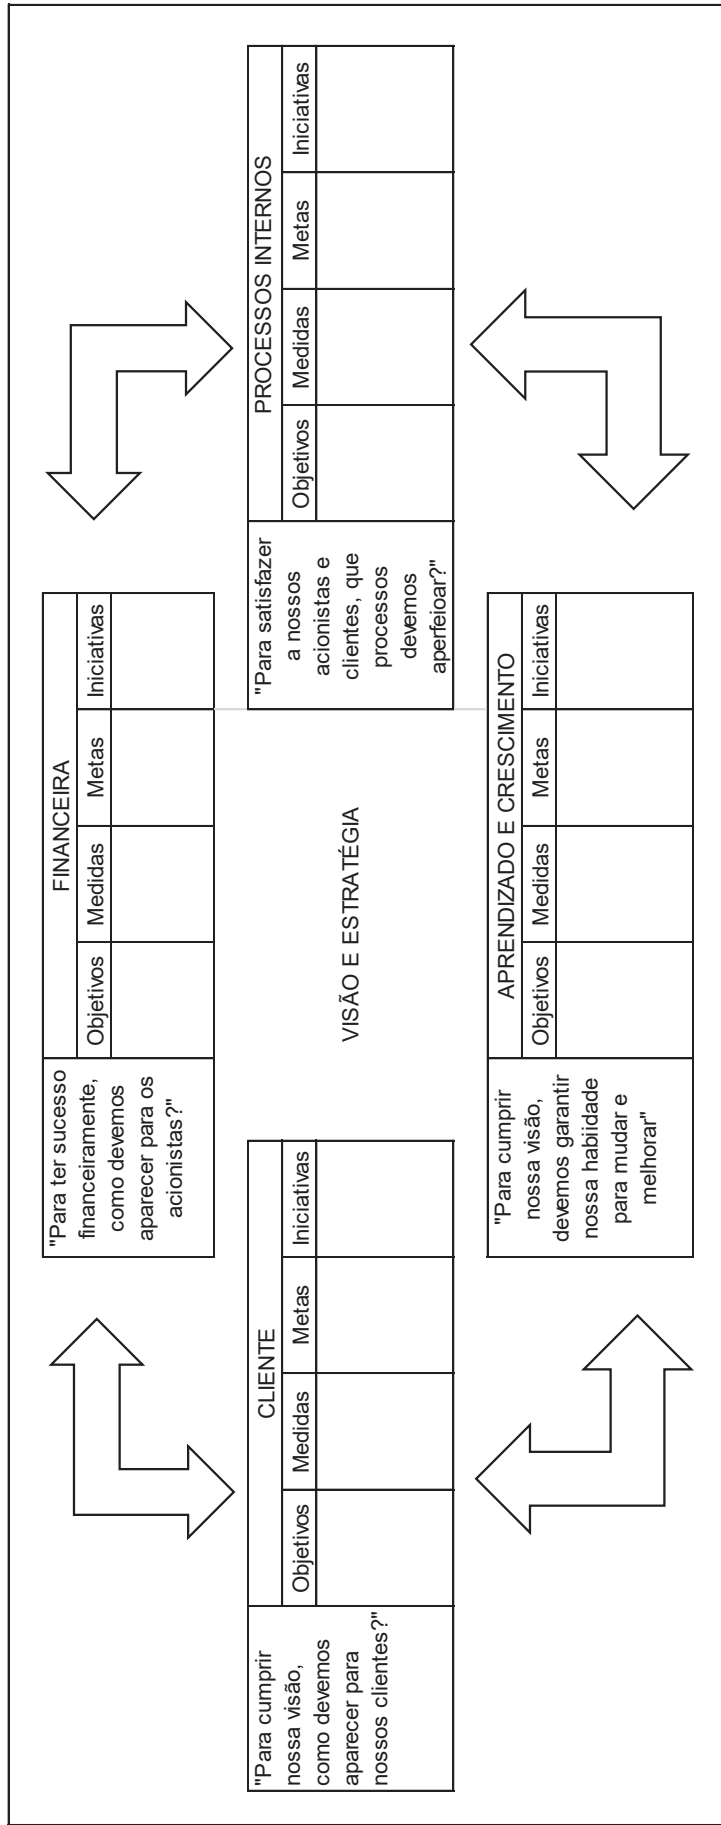 FINANCEIRA
"Para ter sucesso
financeiramente,
como devemos
aparecer para os
acionistas?"
Objetivos Medidas Metas Iniciativas
CLIENTE
"Para cumprir
nossa visão,
como devemos
aparecer para
nossos clientes?"
Objetivos Medidas Metas Iniciativas
VISÃO E ESTRATÉGIA
PROCESSOS INTERNOS
"Para satisfazer
a nossos
acionistas e
clientes, que
processos
devemos
aperfeioar?"
Objetivos Medidas Metas Iniciativas
APRENDIZADO E CRESCIMENTO
"Para cumprir
nossa visão,
devemos garantir
nossa habiidade
para mudar e
melhorar"
Objetivos Medidas Metas Iniciativas